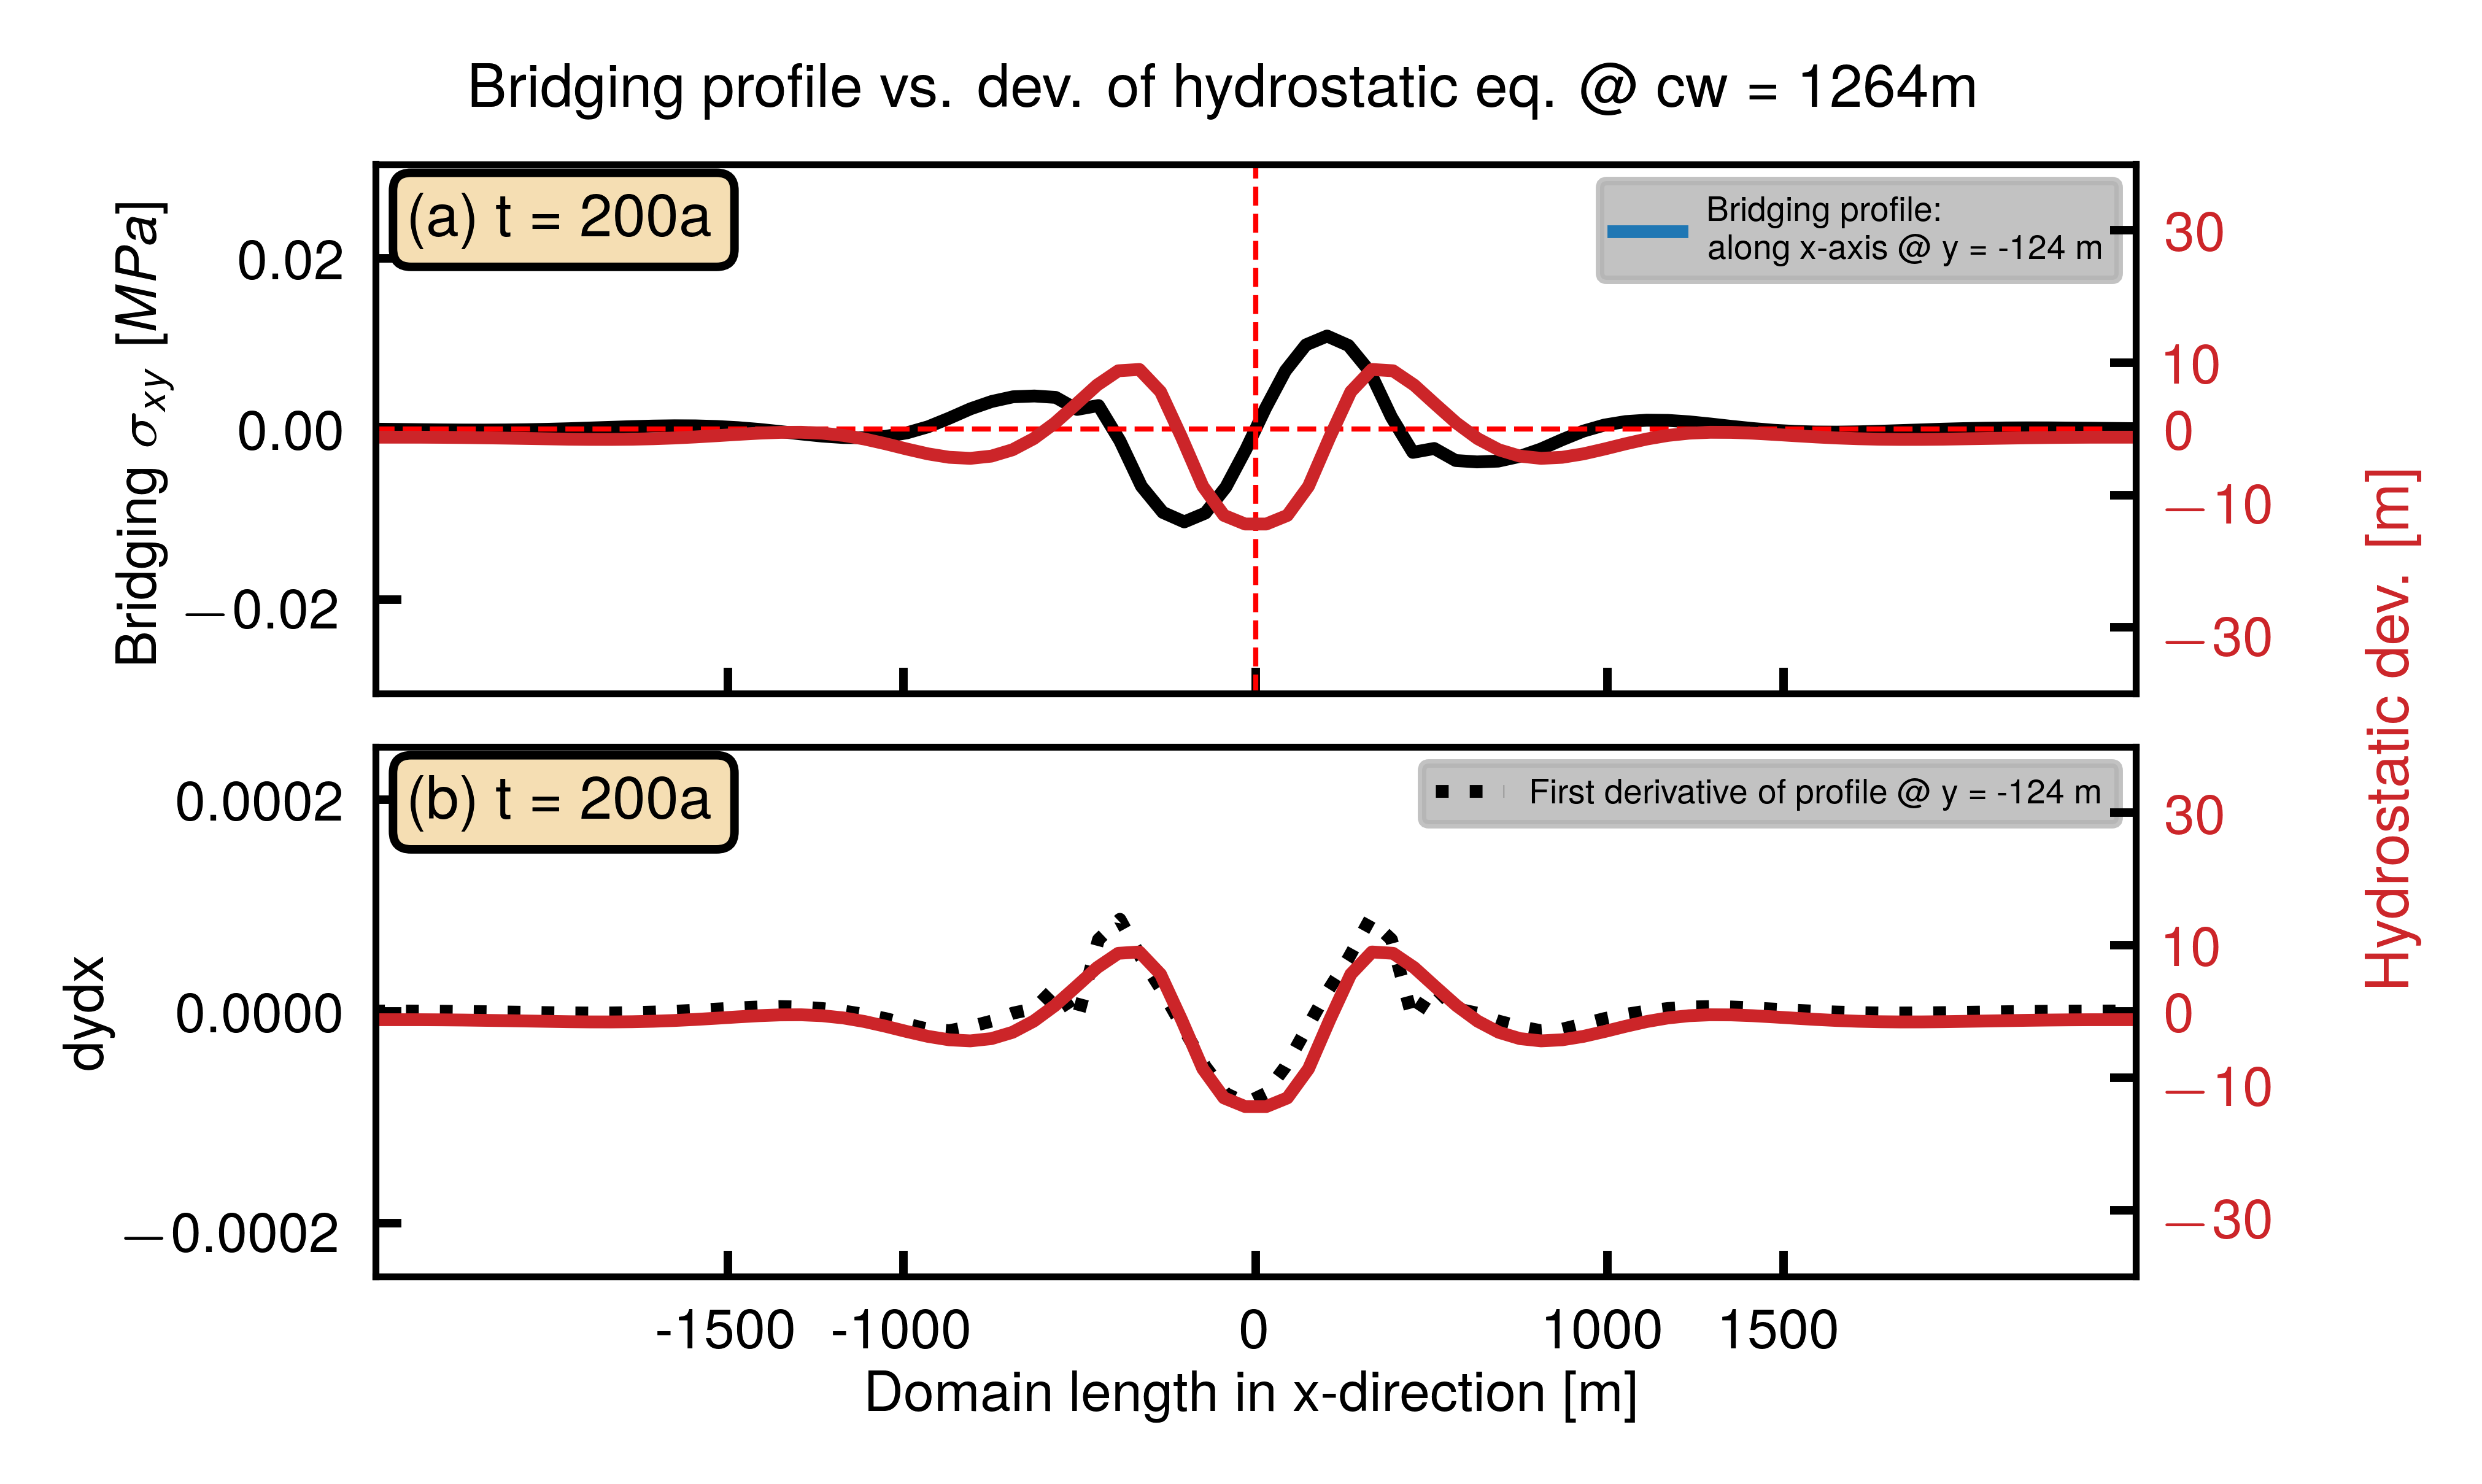 Bridging profile vs. dev. of hydrostatic eq. @ cw = 1264m
(a) t = 200a
Bridging profile:
along x-axis @ y = -124 m
Bridging σxy [MPa]
0.02
0.00
−0.02
30
10
0
−10
−30
Hydrostatic dev. [m]
(b) t = 200a
First derivative of profile @ y = -124 m
dydx
0.0002
0.0000
−0.0002
30
10
0
−10
−30
-1500 -1000 0 1000 1500
Domain length in x-direction [m]